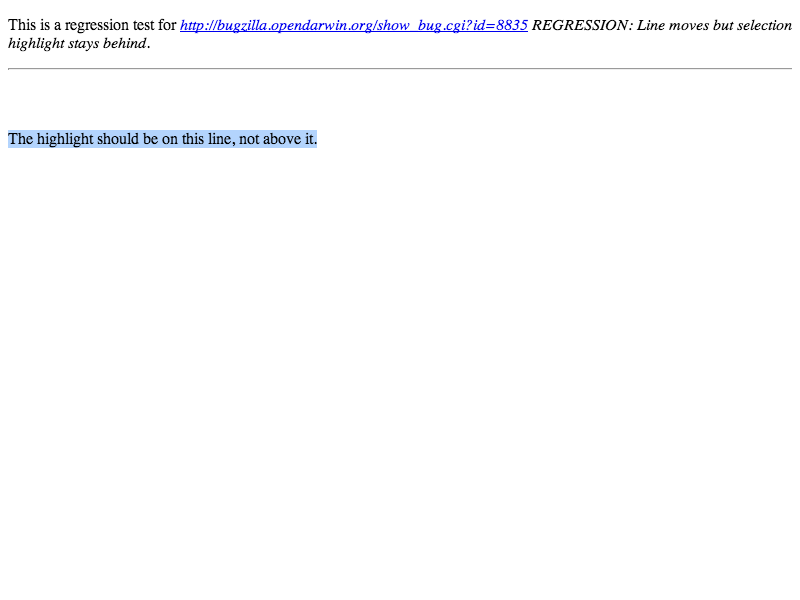 This is a regression test for http://bugzilla.opendarwin.org/show_bug.cgi?id=8835 REGRESSION: Line moves but selection
highlight stays behind.
The highlight should be on this line, not above it.